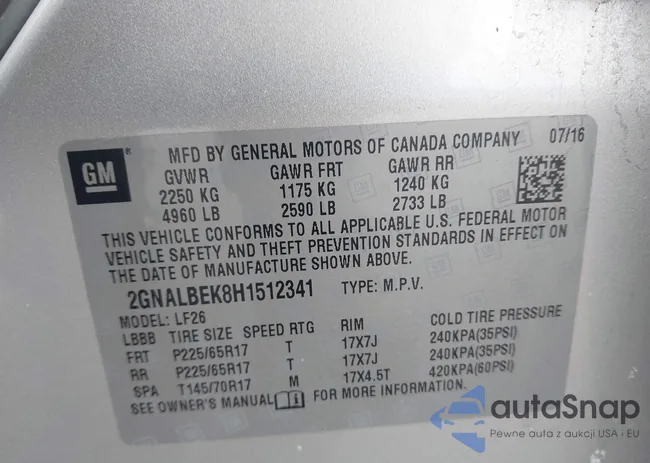 GM
MFD BY GENERAL MOTORS OF CANADA COMPANY 07/16
GVWR GAWR FRT GAWR RR
2250 KG 1175 KG 1240 KG
4960 LB 2590 LB 2733 LB
THIS VEHICLE CONFORMS TO ALL APPLICABLE U.S. FEDERAL MOTOR
VEHICLE SAFETY AND THEFT PREVENTION STANDARDS IN EFFECT ON
THE DATE OF MANUFACTURE SHOWN ABOVE.
2GNALBEK8H1512341 TYPE: M.P.V.
MODEL: LF26
LBBB TIRE SIZE SPEED RTG RIM COLD TIRE PRESSURE
FRT P225/65R17 T 17X7J 240KPA(35PSI)
RR P225/65R17 T 17X7J 240KPA(35PSI)
SPA T145/70R17 M 17X4.5T 420KPA(60PSI)
SEE OWNER'S MANUAL FOR MORE INFORMATION.
autaSnap
Pewne auta z aukcji USA i EU